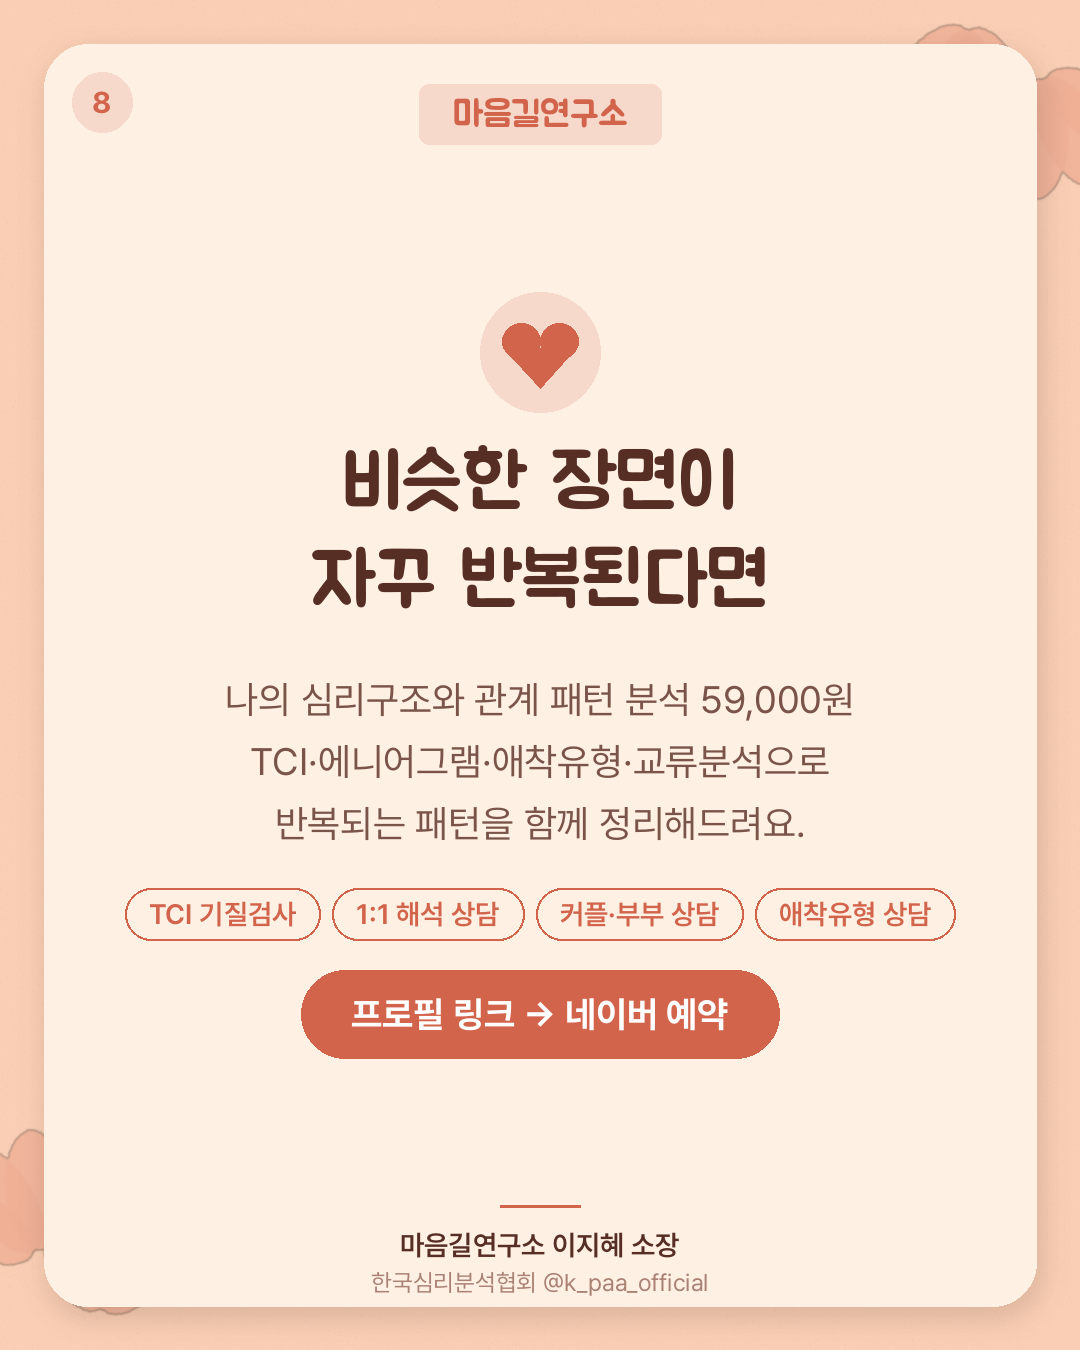 8
마음길연구소
비슷한 장면이
자꾸 반복된다면
나의 심리구조와 관계 패턴 분석 59,000원
TCI·에니어그램·애착유형·교류분석으로
반복되는 패턴을 함께 정리해드려요.
TCI 기질검사 1:1 해석 상담 커플·부부 상담 애착유형 상담
프로필 링크 → 네이버 예약
마음길연구소 이지혜 소장
한국심리분석협회 @k_paa_official